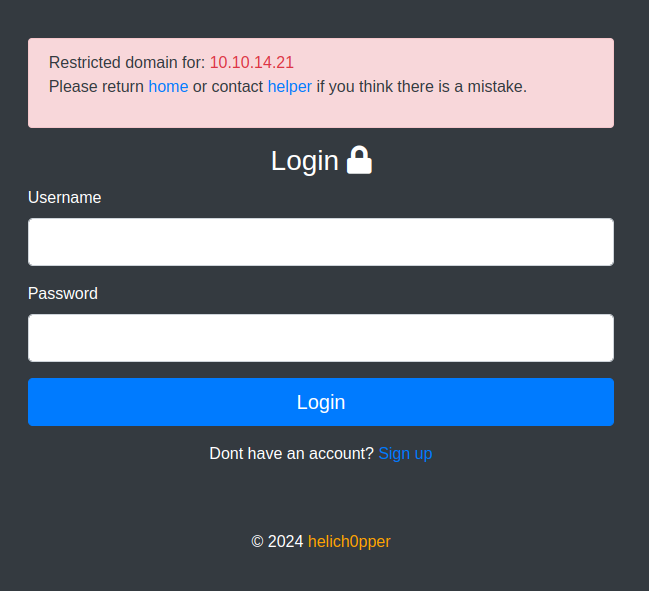 Restricted domain for: 10.10.14.21
Please return home or contact helper if you think there is a mistake.
Login
Username
Password
Login
Dont have an account? Sign up
© 2024 helich0pper